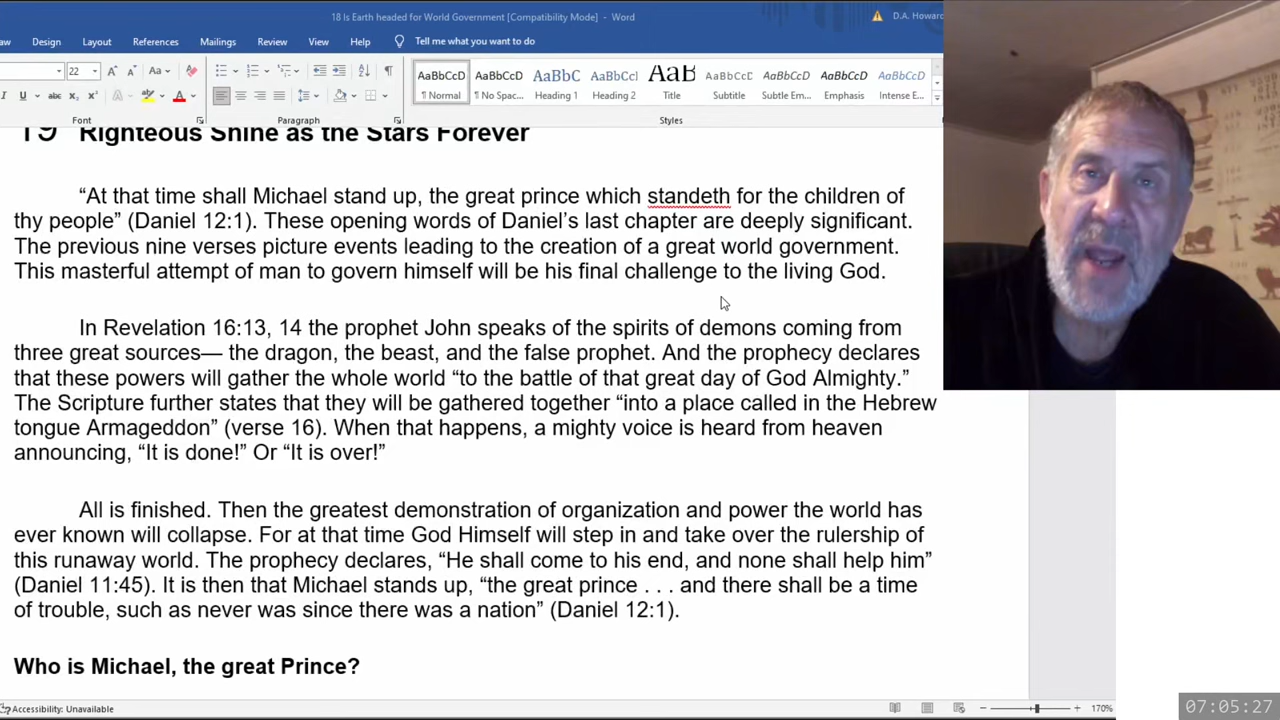 18 Is Earth headed for World Government [Compatibility Mode] - Word
D.A. Howard
aw Design Layout References Mailings Review View Help Tell me what you want to do
22
AaBbCcD AaBbCcD AaBbC AaBbCcI AaB AaBbCcD AaBbCcD AaBbCcD AaBbCcD
¶ Normal ¶ No Spac... Heading 1 Heading 2 Title Subtitle Subtle Em... Emphasis Intense E...
Font Paragraph Styles
19 Righteous Shine as the Stars Forever
“At that time shall Michael stand up, the great prince which standeth for the children of
thy people” (Daniel 12:1). These opening words of Daniel’s last chapter are deeply significant.
The previous nine verses picture events leading to the creation of a great world government.
This masterful attempt of man to govern himself will be his final challenge to the living God.
In Revelation 16:13, 14 the prophet John speaks of the spirits of demons coming from
three great sources— the dragon, the beast, and the false prophet. And the prophecy declares
that these powers will gather the whole world “to the battle of that great day of God Almighty.”
The Scripture further states that they will be gathered together “into a place called in the Hebrew
tongue Armageddon” (verse 16). When that happens, a mighty voice is heard from heaven
announcing, “It is done!” Or “It is over!”
All is finished. Then the greatest demonstration of organization and power the world has
ever known will collapse. For at that time God Himself will step in and take over the rulership of
this runaway world. The prophecy declares, “He shall come to his end, and none shall help him”
(Daniel 11:45). It is then that Michael stands up, “the great prince . . . and there shall be a time
of trouble, such as never was since there was a nation” (Daniel 12:1).
Who is Michael, the great Prince?
Accessibility: Unavailable
170%
07:05:27